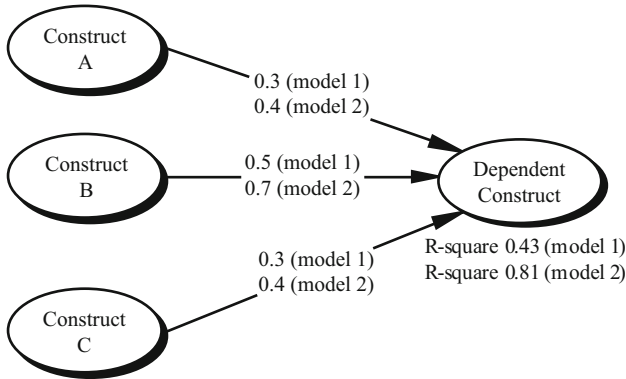 Construct
A
0.3 (model 1)
0.4 (model 2)
Construct
B
0.5 (model 1)
0.7 (model 2)
Dependent
Construct
R-square 0.43 (model 1)
R-square 0.81 (model 2)
0.3 (model 1)
0.4 (model 2)
Construct
C